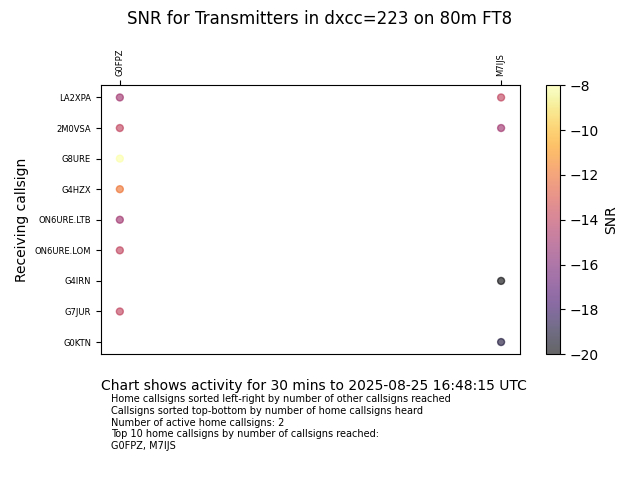 SNR for Transmitters in dxcc=223 on 80m FT8
G0FPZ
M7IJS
LA2XPA
2M0VSA
G8URE
G4HZX
ON6URE.LTB
ON6URE.LOM
G4IRN
G7JUR
G0KTN
Receiving callsign
−8
−10
−12
−14
−16
−18
−20
SNR
Chart shows activity for 30 mins to 2025-08-25 16:48:15 UTC
Home callsigns sorted left-right by number of other callsigns reached
Callsigns sorted top-bottom by number of home callsigns heard
Number of active home callsigns: 2
Top 10 home callsigns by number of callsigns reached:
G0FPZ, M7IJS